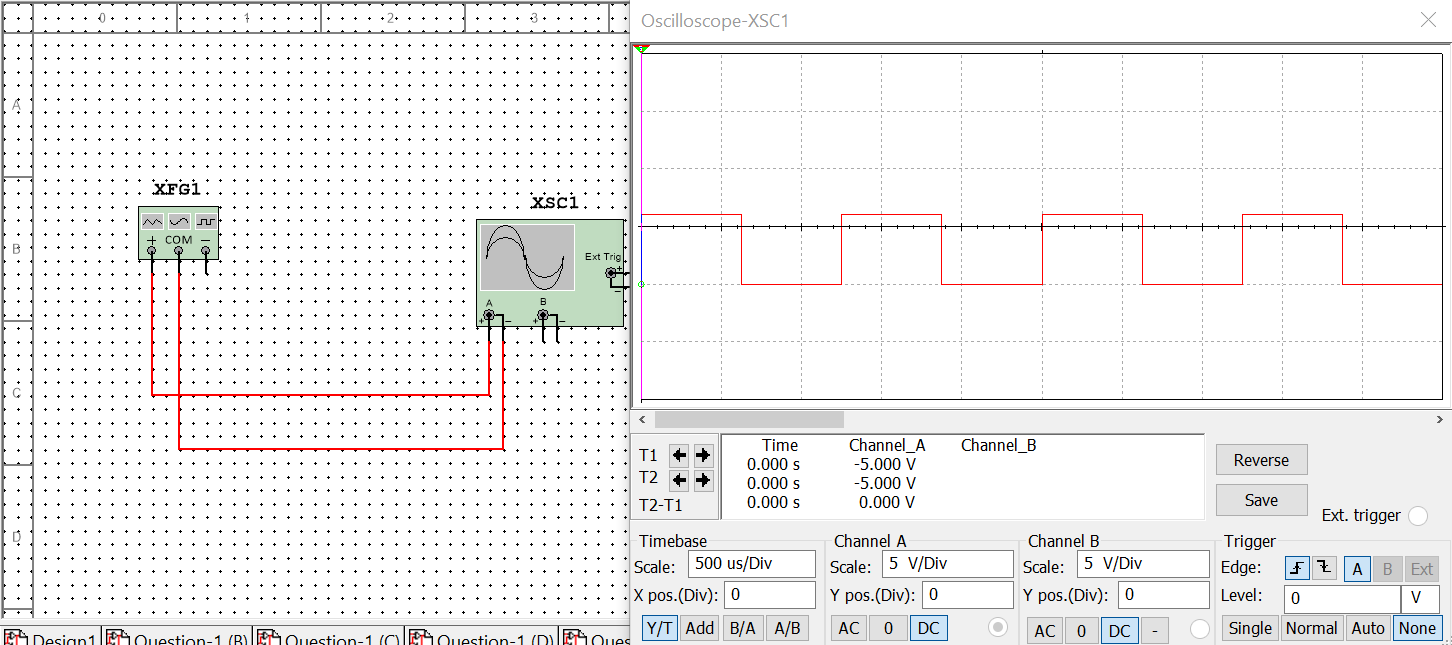 0 1 2 3
Oscilloscope-XSC1
A
B
C
D
XFG1
COM
+ −
XSC1
Ext Trig
+
−
A B
+ − + −
T1
T2
T2-T1
Time Channel_A Channel_B
0.000 s -5.000 V
0.000 s -5.000 V
0.000 s 0.000 V
Reverse
Save
Ext. trigger
Timebase
Scale: 500 us/Div
X pos.(Div): 0
Y/T Add B/A A/B
Channel A
Scale: 5 V/Div
Y pos.(Div): 0
AC 0 DC
Channel B
Scale: 5 V/Div
Y pos.(Div): 0
AC 0 DC -
Trigger
Edge: A B Ext
Level: 0 V
Single Normal Auto None
Design1 Question-1 (B) Question-1 (C) Question-1 (D) Ques